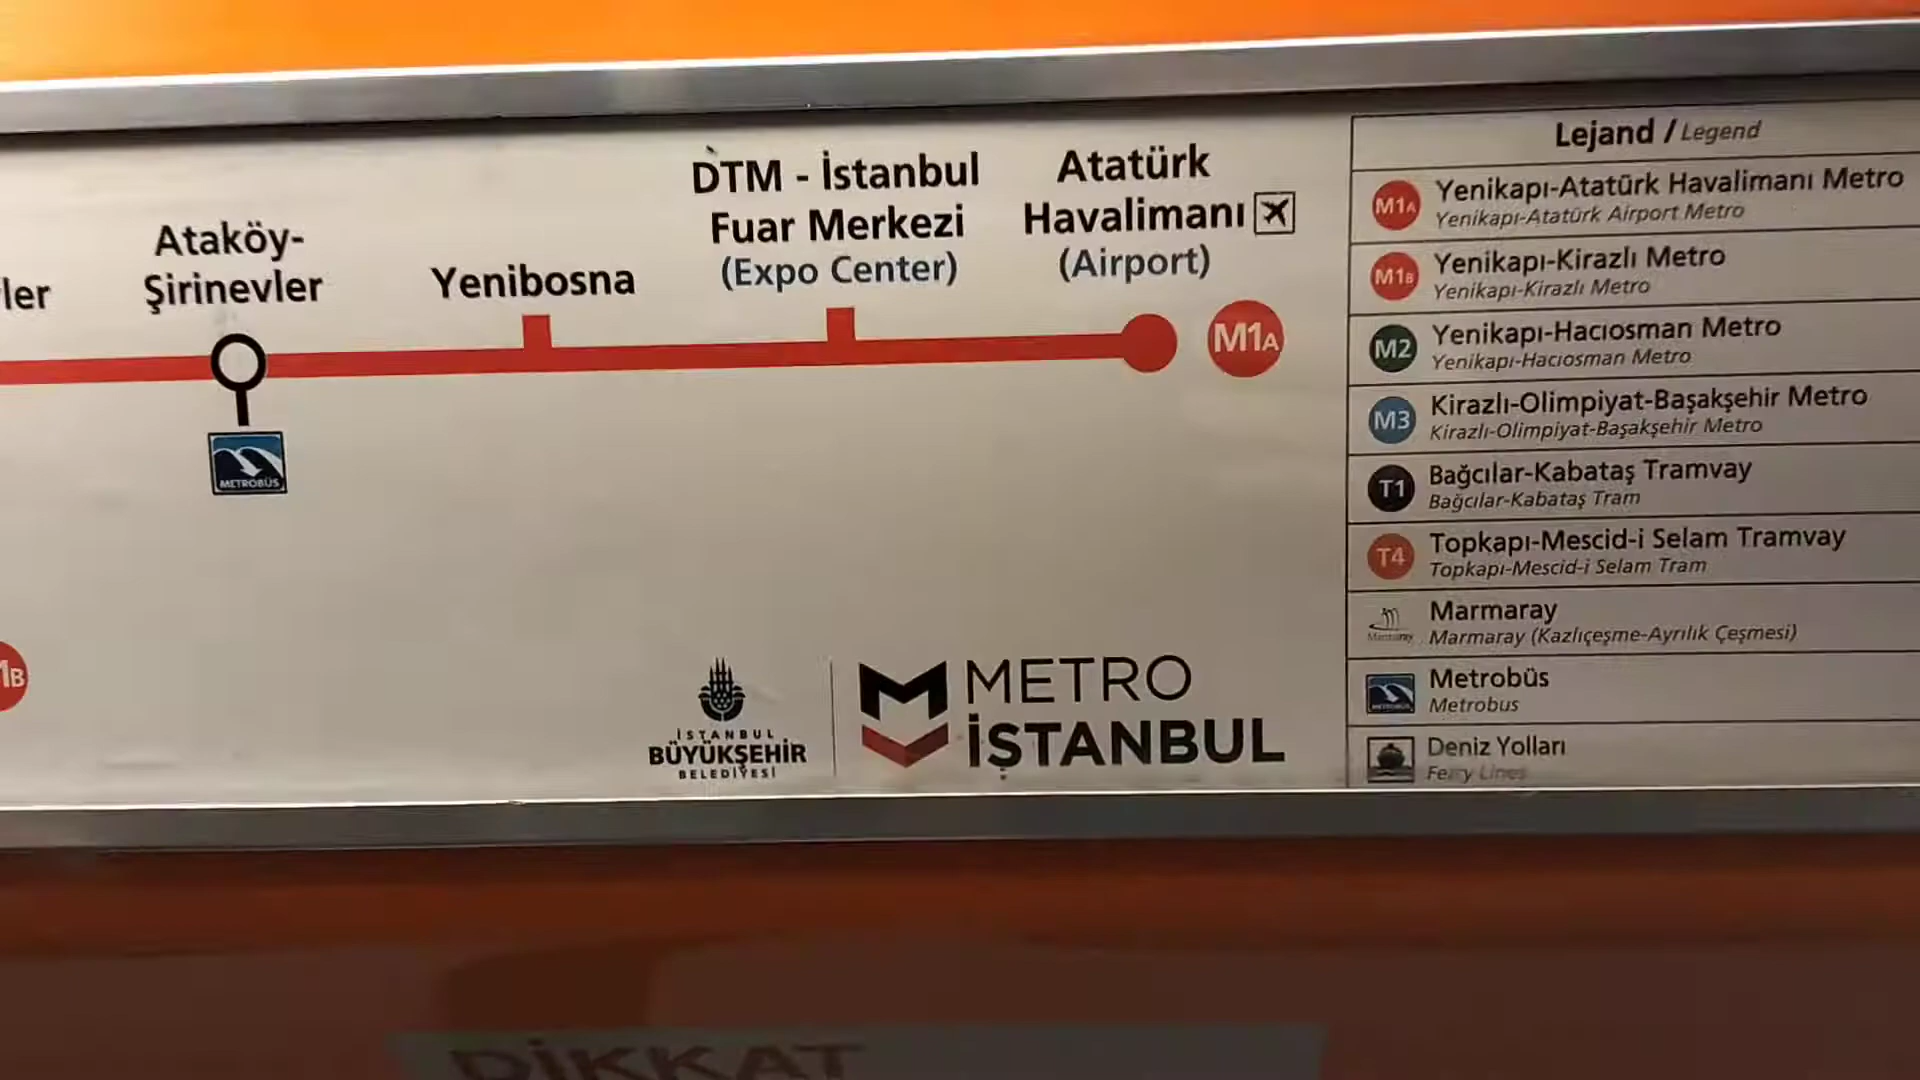 Ataköy-
Şirinevler
METROBÜS
Yenibosna
DTM - İstanbul
Fuar Merkezi
(Expo Center)
Atatürk
Havalimanı
(Airport)
M1A
İSTANBUL
BÜYÜKŞEHİR
BELEDİYESİ
METRO
İSTANBUL
Lejand / Legend
M1A Yenikapı-Atatürk Havalimanı Metro
Yenikapı-Atatürk Airport Metro
M1B Yenikapı-Kirazlı Metro
Yenikapı-Kirazlı Metro
M2 Yenikapı-Hacıosman Metro
Yenikapı-Hacıosman Metro
M3 Kirazlı-Olimpiyat-Başakşehir Metro
Kirazlı-Olimpiyat-Başakşehir Metro
T1 Bağcılar-Kabataş Tramvay
Bağcılar-Kabataş Tram
T4 Topkapı-Mescid-i Selam Tramvay
Topkapı-Mescid-i Selam Tram
Marmaray
Marmaray Marmaray (Kazlıçeşme-Ayrılık Çeşmesi)
Metrobüs
METROBÜS Metrobus
Deniz Yolları
Ferry Lines
DİKKAT